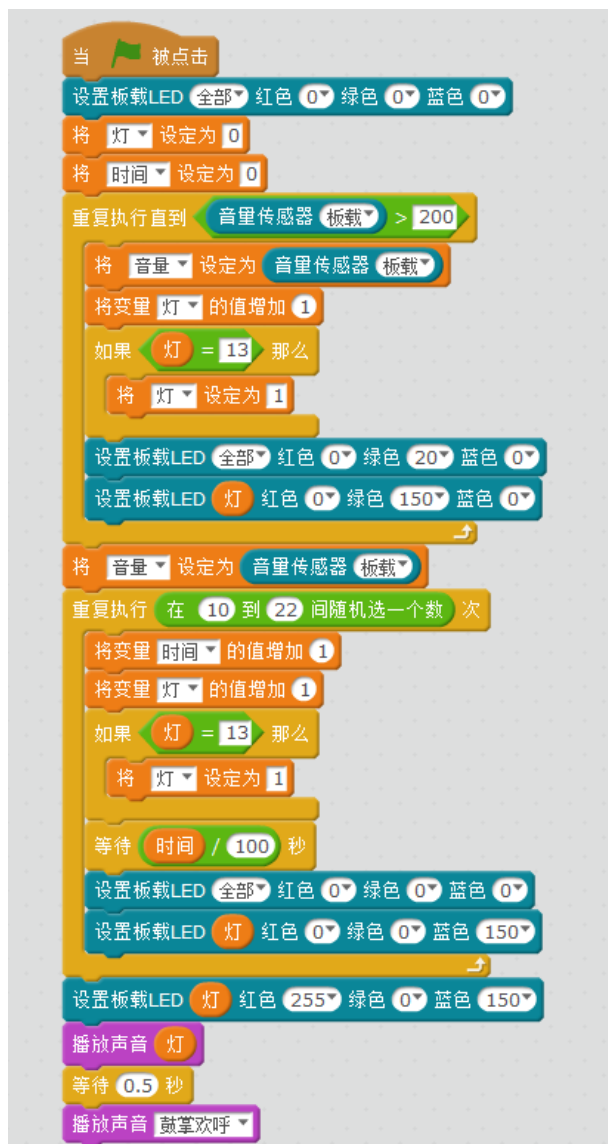 当 被点击
设置板载LED 全部 红色 0 绿色 0 蓝色 0
将 灯 设定为 0
将 时间 设定为 0
重复执行直到 音量传感器 板载 > 200
将 音量 设定为 音量传感器 板载
将变量 灯 的值增加 1
如果 灯 = 13 那么
将 灯 设定为 1
设置板载LED 全部 红色 0 绿色 20 蓝色 0
设置板载LED 灯 红色 0 绿色 150 蓝色 0
将 音量 设定为 音量传感器 板载
重复执行 在 10 到 22 间随机选一个数 次
将变量 时间 的值增加 1
将变量 灯 的值增加 1
如果 灯 = 13 那么
将 灯 设定为 1
等待 时间 / 100 秒
设置板载LED 全部 红色 0 绿色 0 蓝色 0
设置板载LED 灯 红色 0 绿色 0 蓝色 150
设置板载LED 灯 红色 255 绿色 0 蓝色 150
播放声音 灯
等待 0.5 秒
播放声音 鼓掌欢呼